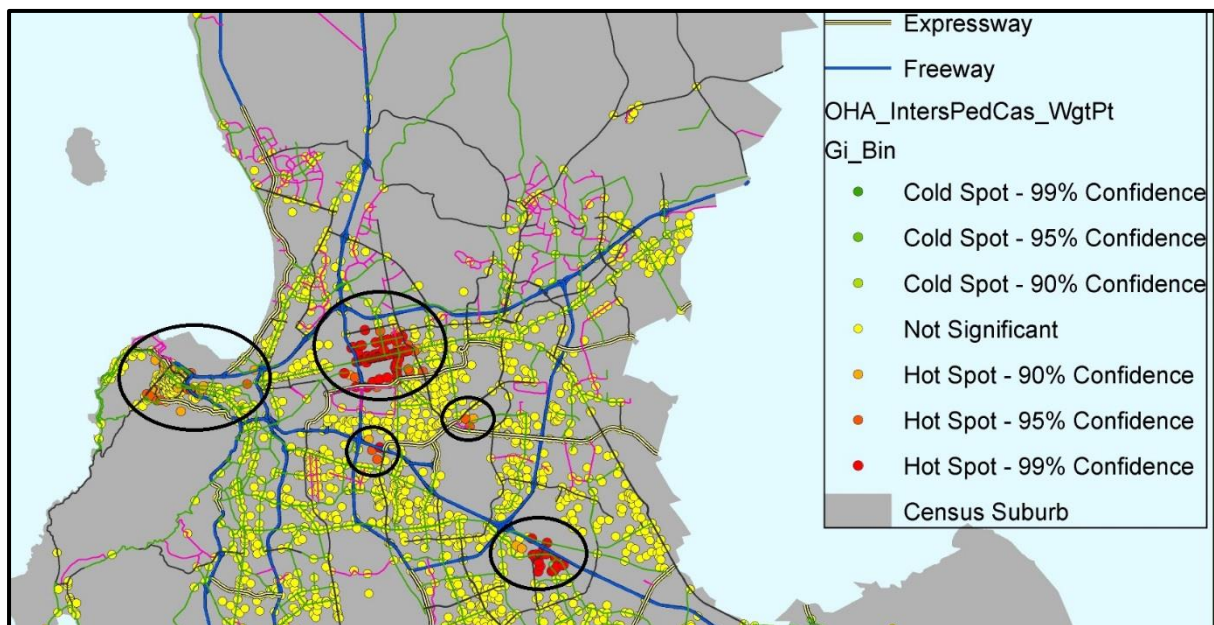 Expressway
Freeway
OHA_IntersPedCas_WgtPt
Gi_Bin
Cold Spot - 99% Confidence
Cold Spot - 95% Confidence
Cold Spot - 90% Confidence
Not Significant
Hot Spot - 90% Confidence
Hot Spot - 95% Confidence
Hot Spot - 99% Confidence
Census Suburb